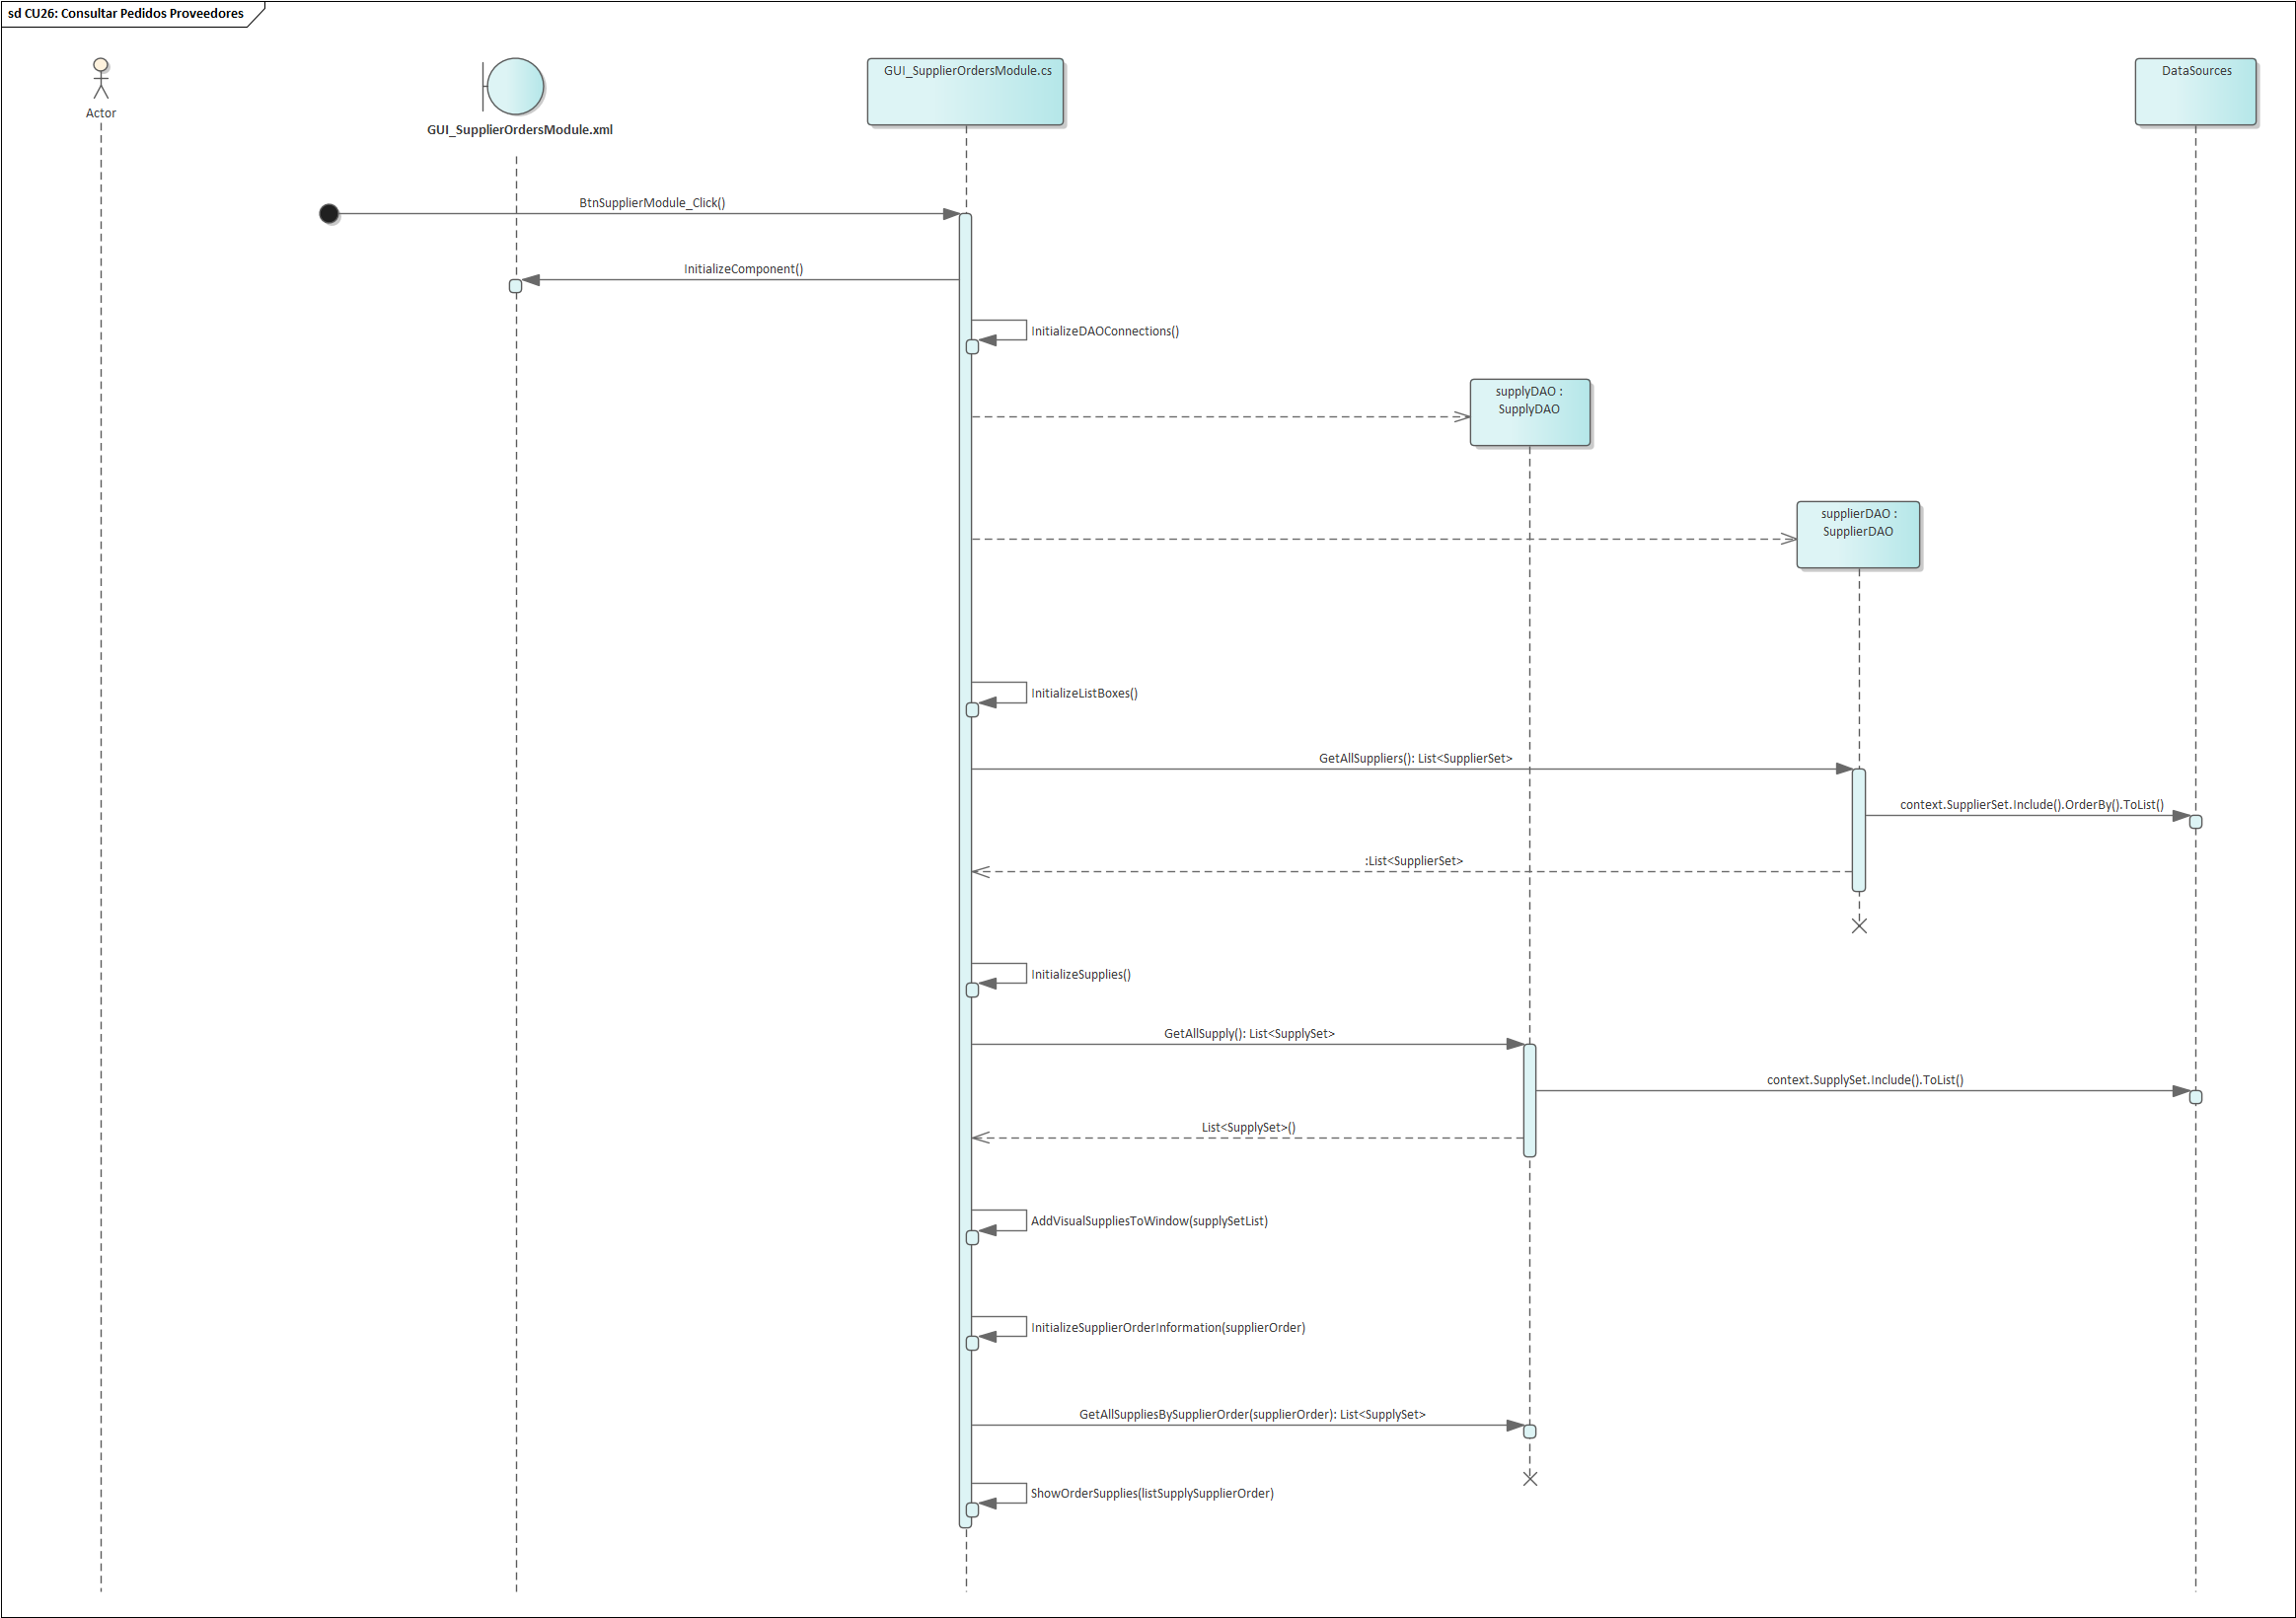 sd CU26: Consultar Pedidos Proveedores
Actor
GUI_SupplierOrdersModule.xml
GUI_SupplierOrdersModule.cs
DataSources
BtnSupplierModule_Click()
InitializeComponent()
InitializeDAOConnections()
supplyDAO :
SupplyDAO
supplierDAO :
SupplierDAO
InitializeListBoxes()
GetAllSuppliers(): List<SupplierSet>
context.SupplierSet.Include().OrderBy().ToList()
:List<SupplierSet>
InitializeSupplies()
GetAllSupply(): List<SupplySet>
context.SupplySet.Include().ToList()
List<SupplySet>()
AddVisualSuppliesToWindow(supplySetList)
InitializeSupplierOrderInformation(supplierOrder)
GetAllSuppliesBySupplierOrder(supplierOrder): List<SupplySet>
ShowOrderSupplies(listSupplySupplierOrder)